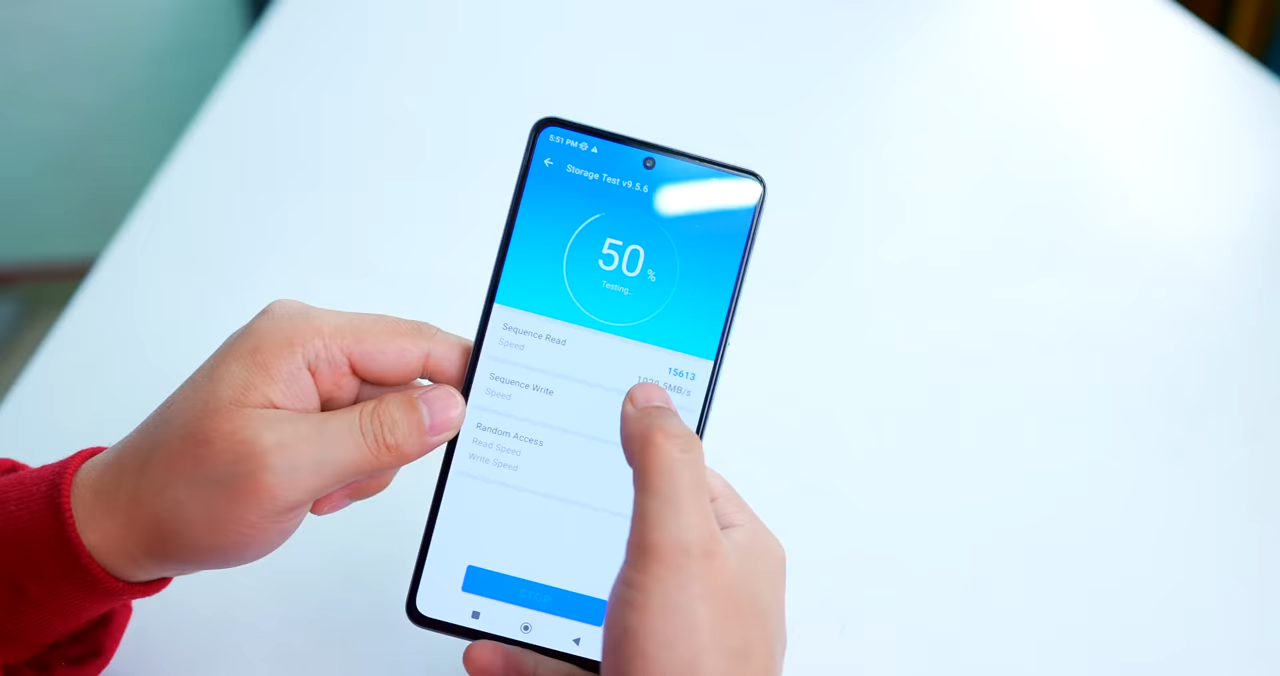 5:51 PM
Storage Test v9.5.6
50 %
Testing..
Sequence Read
15613
Speed
Sequence Write
Speed
Random Access
Read Speed
Write Speed
STOP